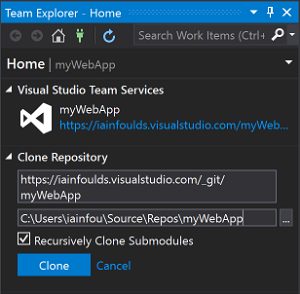 Team Explorer - Home
Search Work Items (Ctrl+
Home | myWebApp
Visual Studio Team Services
myWebApp
https://iainfoulds.visualstudio.com/myWeb...
Clone Repository
https://iainfoulds.visualstudio.com/_git/
myWebApp
C:\Users\iainfou\Source\Repos\myWebApp
...
Recursively Clone Submodules
Clone Cancel